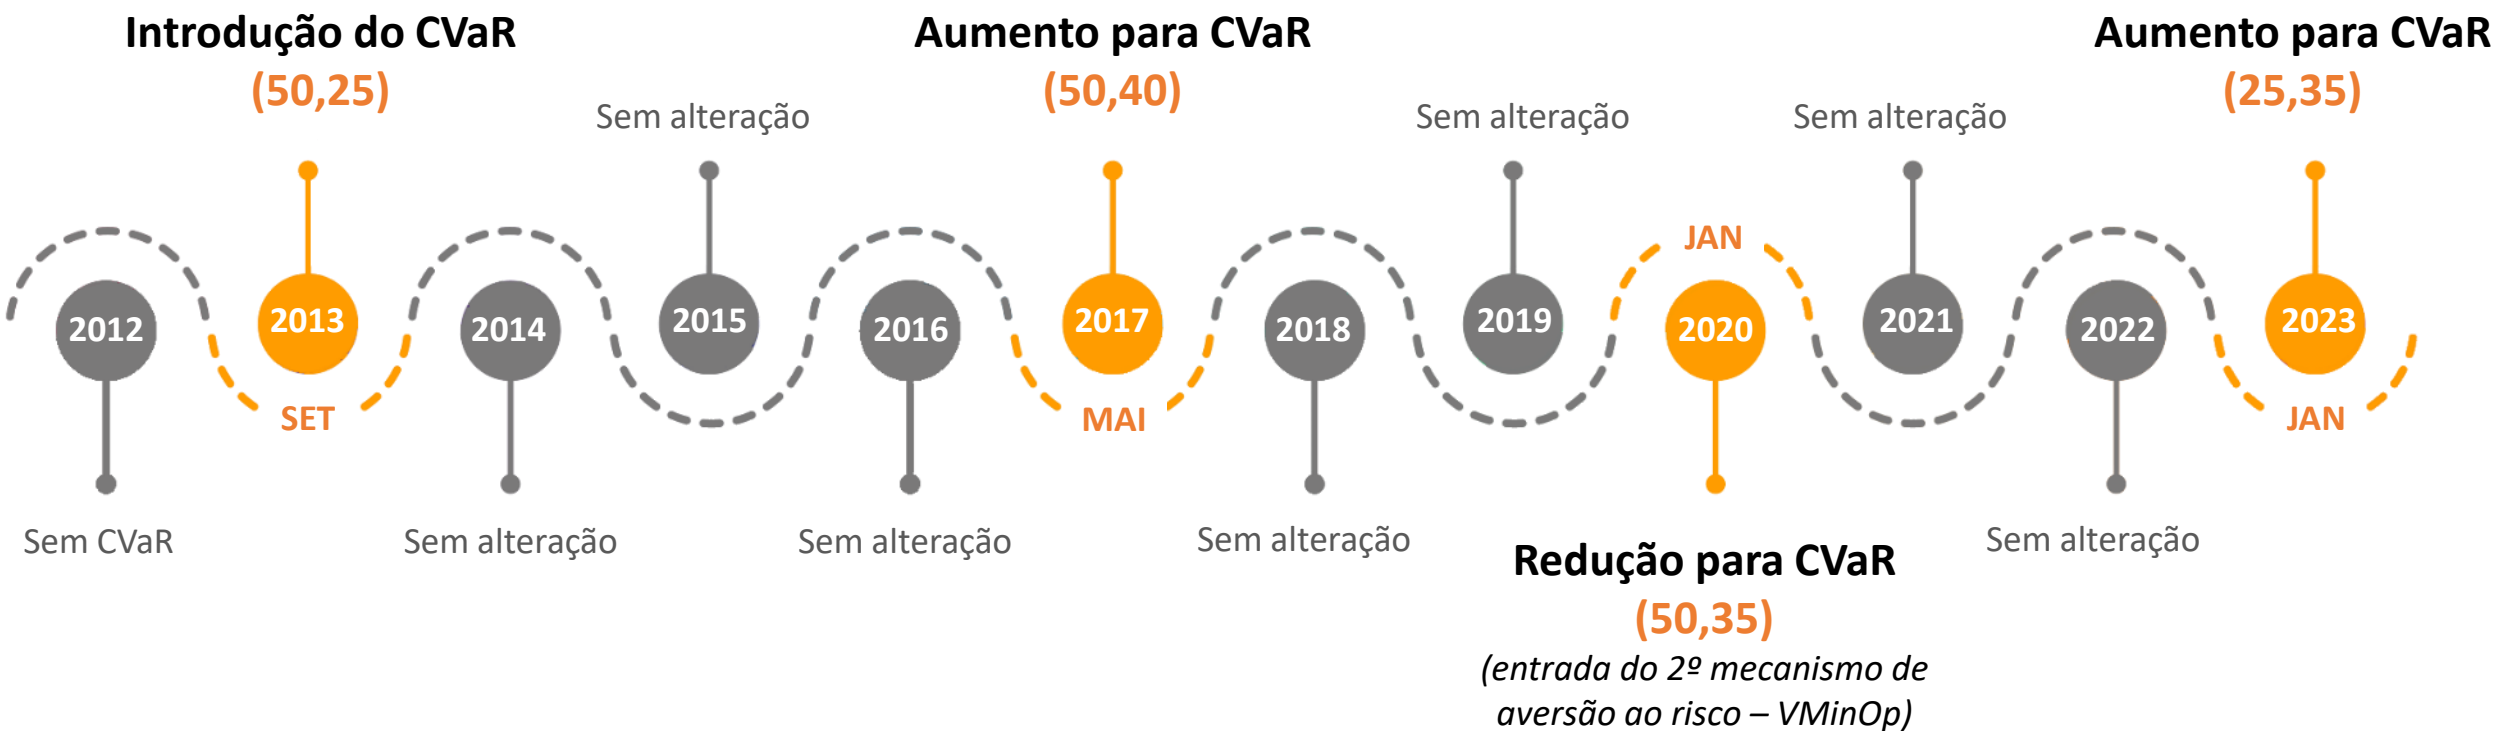 Introdução do CVaR
(50,25)
Aumento para CVaR
(50,40)
Aumento para CVaR
(25,35)
Sem alteração
Sem alteração
Sem alteração
JAN
2012
2013
2014
2015
2016
2017
2018
2019
2020
2021
2022
2023
SET
MAI
JAN
Sem CVaR
Sem alteração
Sem alteração
Sem alteração
Sem alteração
Redução para CVaR
(50,35)
(entrada do 2º mecanismo de
aversão ao risco – VMinOp)